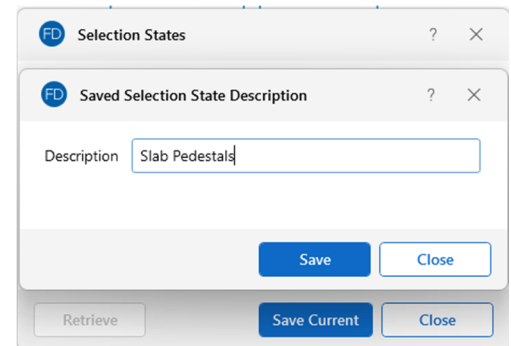 FD Selection States ?
FD Saved Selection State Description ?
Description Slab Pedestals
Save Close
Retrieve Save Current Close